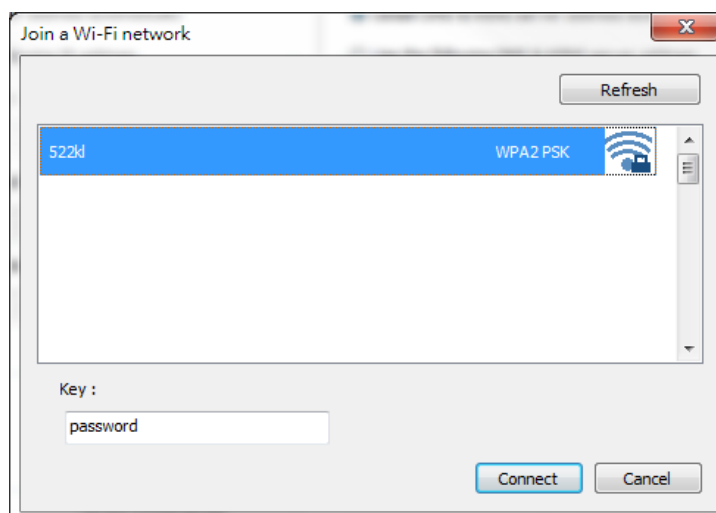 Join a Wi-Fi network
Refresh
522kl WPA2 PSK
Key :
password
Connect Cancel